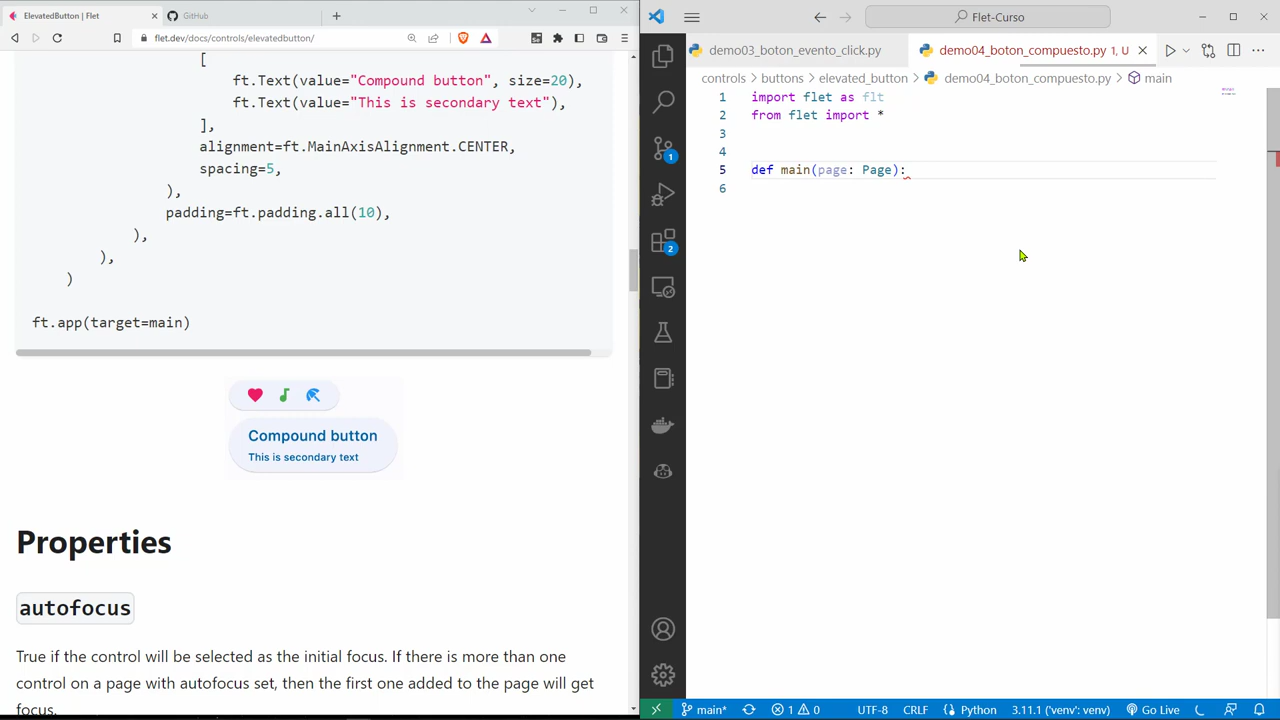 ElevatedButton | Flet
GitHub
flet.dev/docs/controls/elevatedbutton/
[
ft.Text(value="Compound button", size=20),
ft.Text(value="This is secondary text"),
],
alignment=ft.MainAxisAlignment.CENTER,
spacing=5,
),
padding=ft.padding.all(10),
),
),
)
ft.app(target=main)
Compound button
This is secondary text
Properties
autofocus
True if the control will be selected as the initial focus. If there is more than one
control on a page with autofocus set, then the first one added to the page will get
focus.
Flet-Curso
demo03_boton_evento_click.py
demo04_boton_compuesto.py 1, U
controls > buttons > elevated_button > demo04_boton_compuesto.py > main
1 import flet as flt
2 from flet import *
3
4
5 def main(page: Page):
6
1
2
main*
1
0
UTF-8
CRLF
Python
3.11.1 ('venv': venv)
Go Live